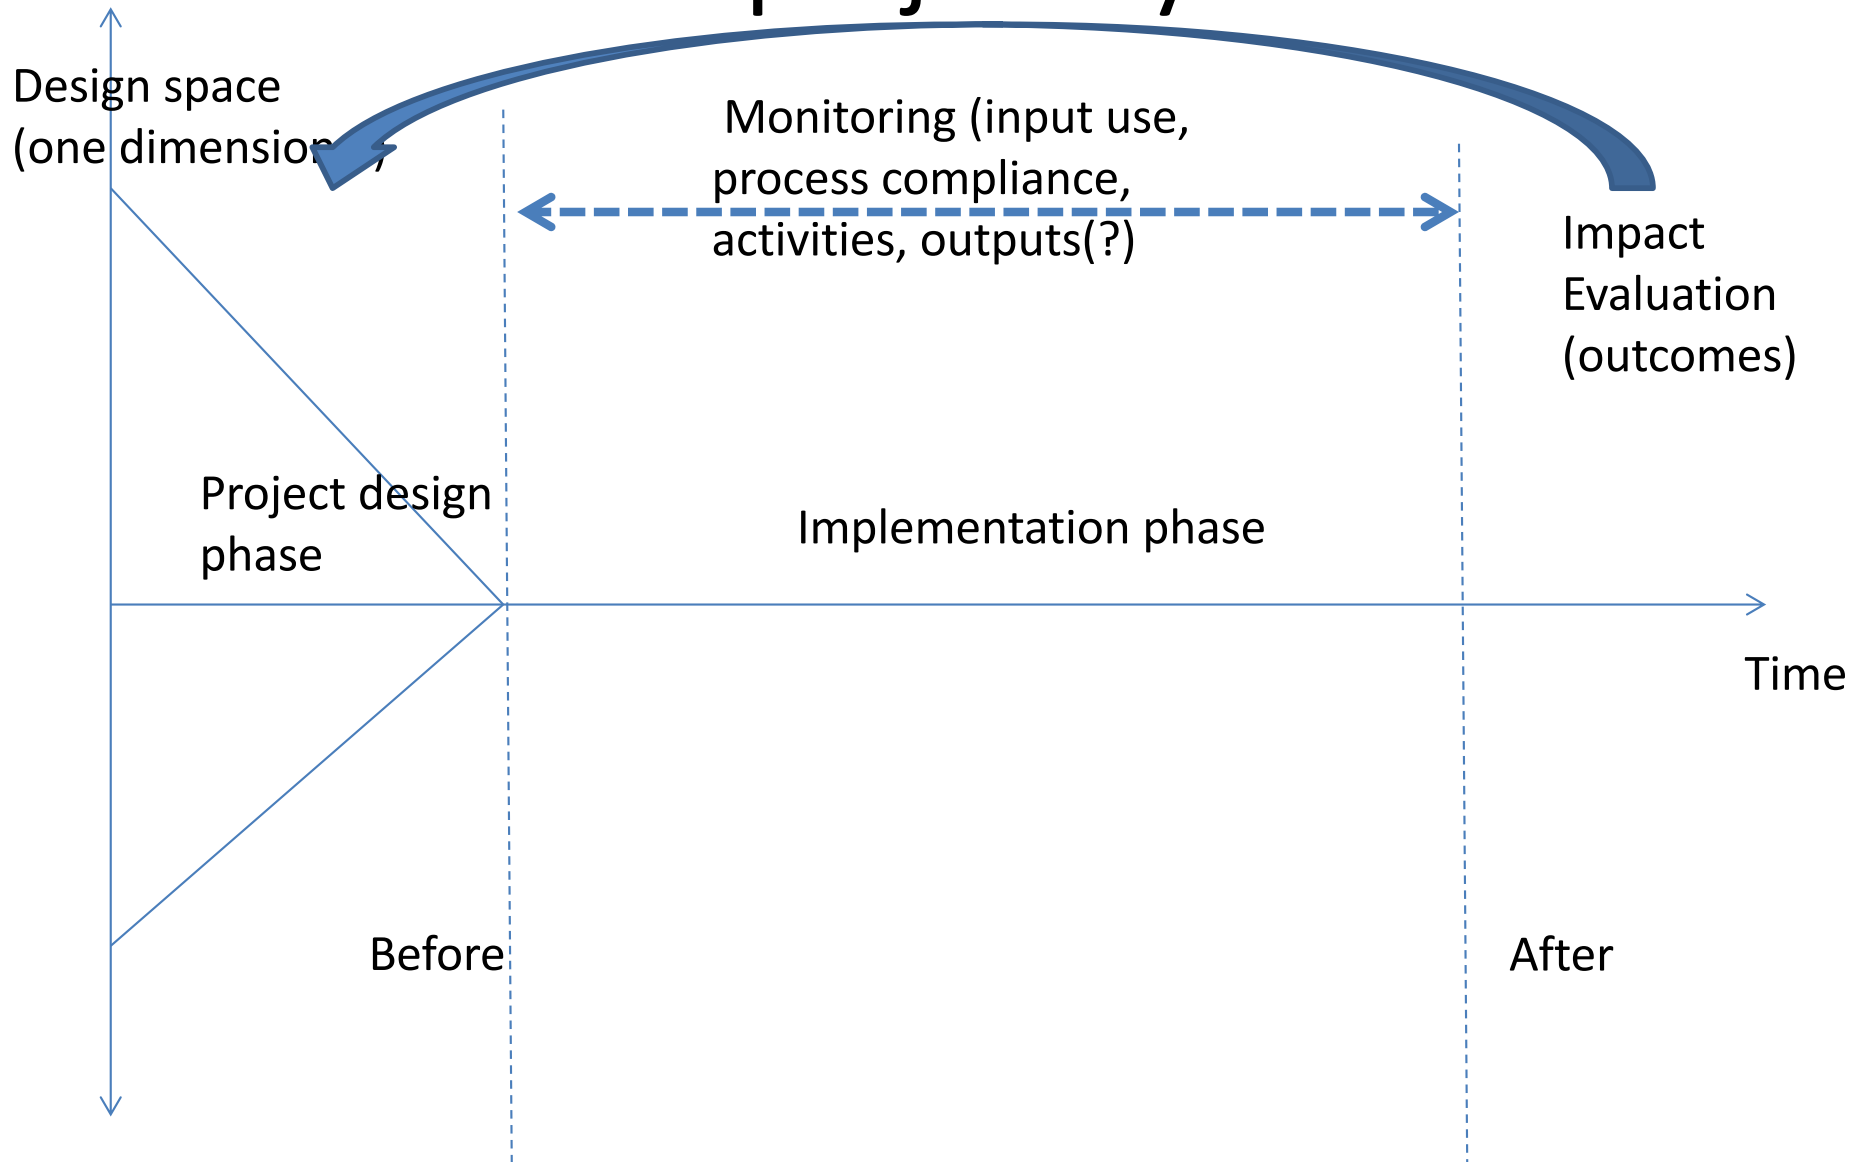 Design space
(one dimension
Monitoring (input use,
process compliance,
activities, outputs(?)
Impact
Evaluation
(outcomes)
Project design
phase
Implementation phase
Time
Before
After